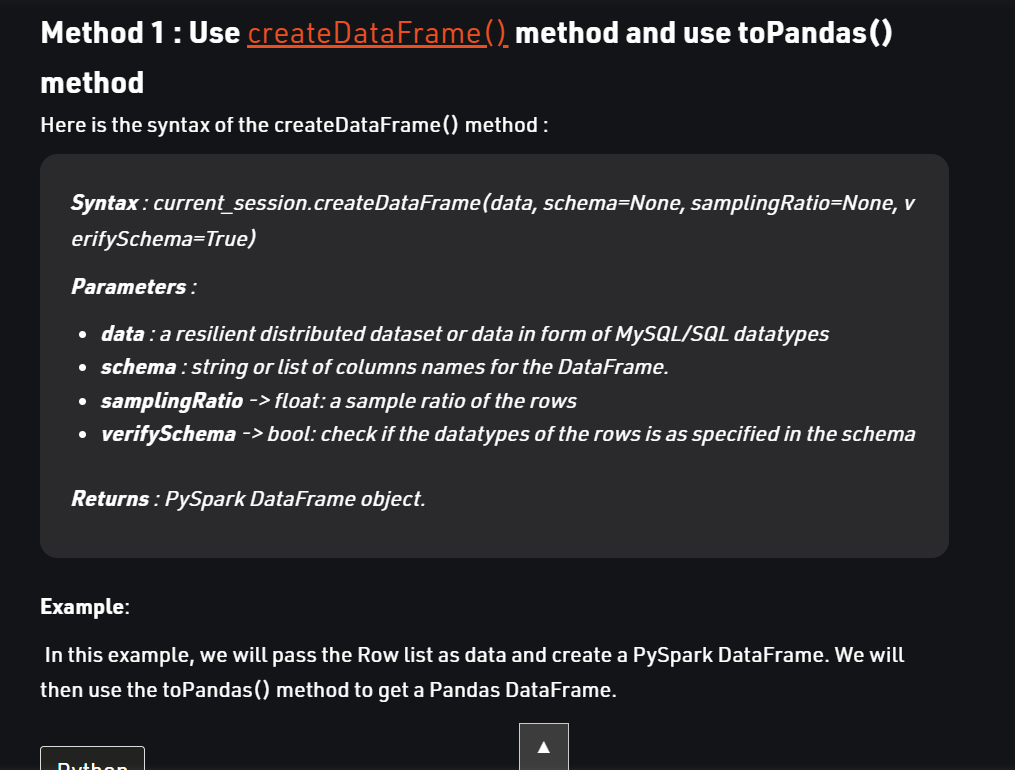 Method 1 : Use createDataFrame() method and use toPandas()
method
Here is the syntax of the createDataFrame() method :
Syntax : current_session.createDataFrame(data, schema=None, samplingRatio=None, v
erifySchema=True)
Parameters :
• data : a resilient distributed dataset or data in form of MySQL/SQL datatypes
• schema : string or list of columns names for the DataFrame.
• samplingRatio -> float: a sample ratio of the rows
• verifySchema -> bool: check if the datatypes of the rows is as specified in the schema
Returns : PySpark DataFrame object.
Example:
In this example, we will pass the Row list as data and create a PySpark DataFrame. We will
then use the toPandas() method to get a Pandas DataFrame.
Python
▲